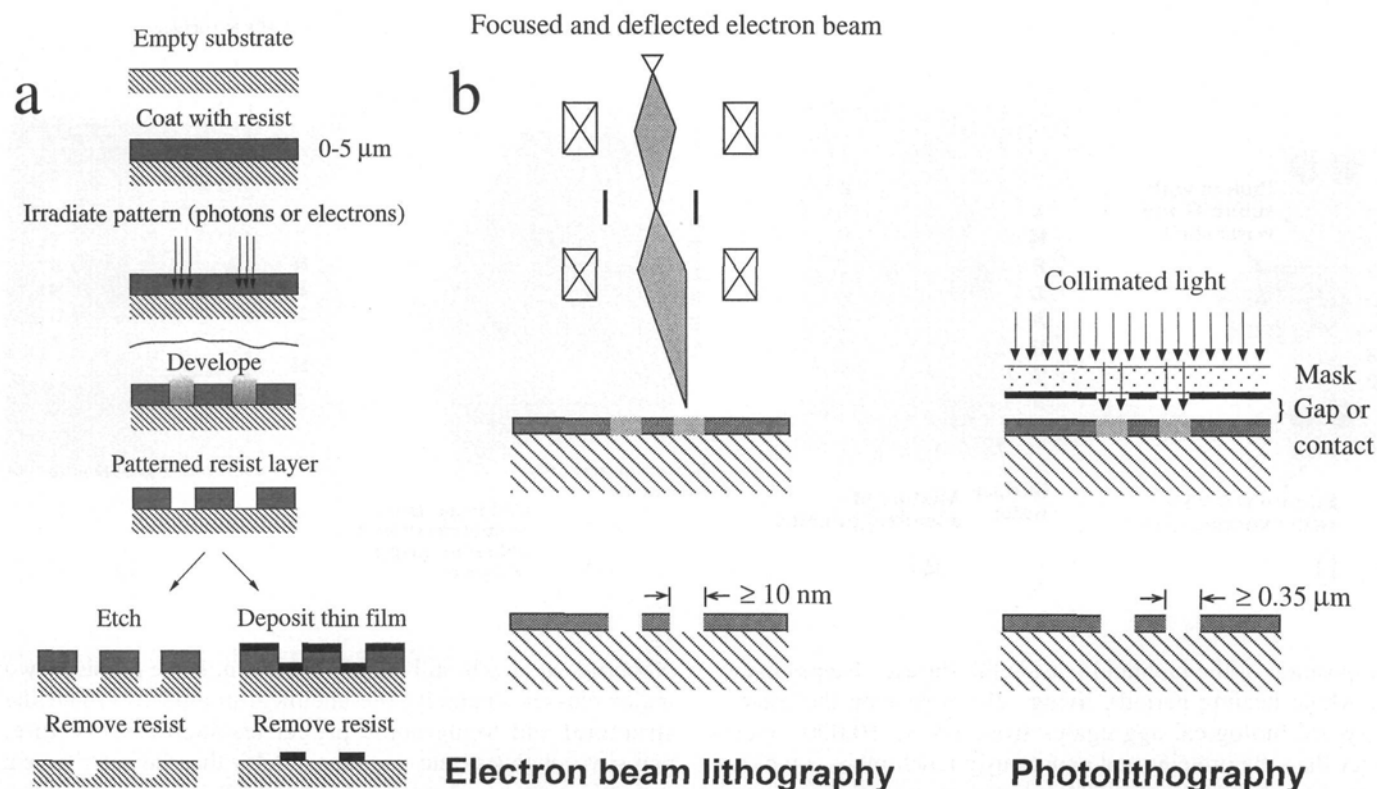 a
Empty substrate
Coat with resist
0-5 μm
Irradiate pattern (photons or electrons)
Develope
Patterned resist layer
Etch
Deposit thin film
Remove resist
Remove resist
b
Focused and deflected electron beam
≥ 10 nm
Electron beam lithography
Collimated light
Mask
} Gap or
contact
≥ 0.35 μm
Photolithography